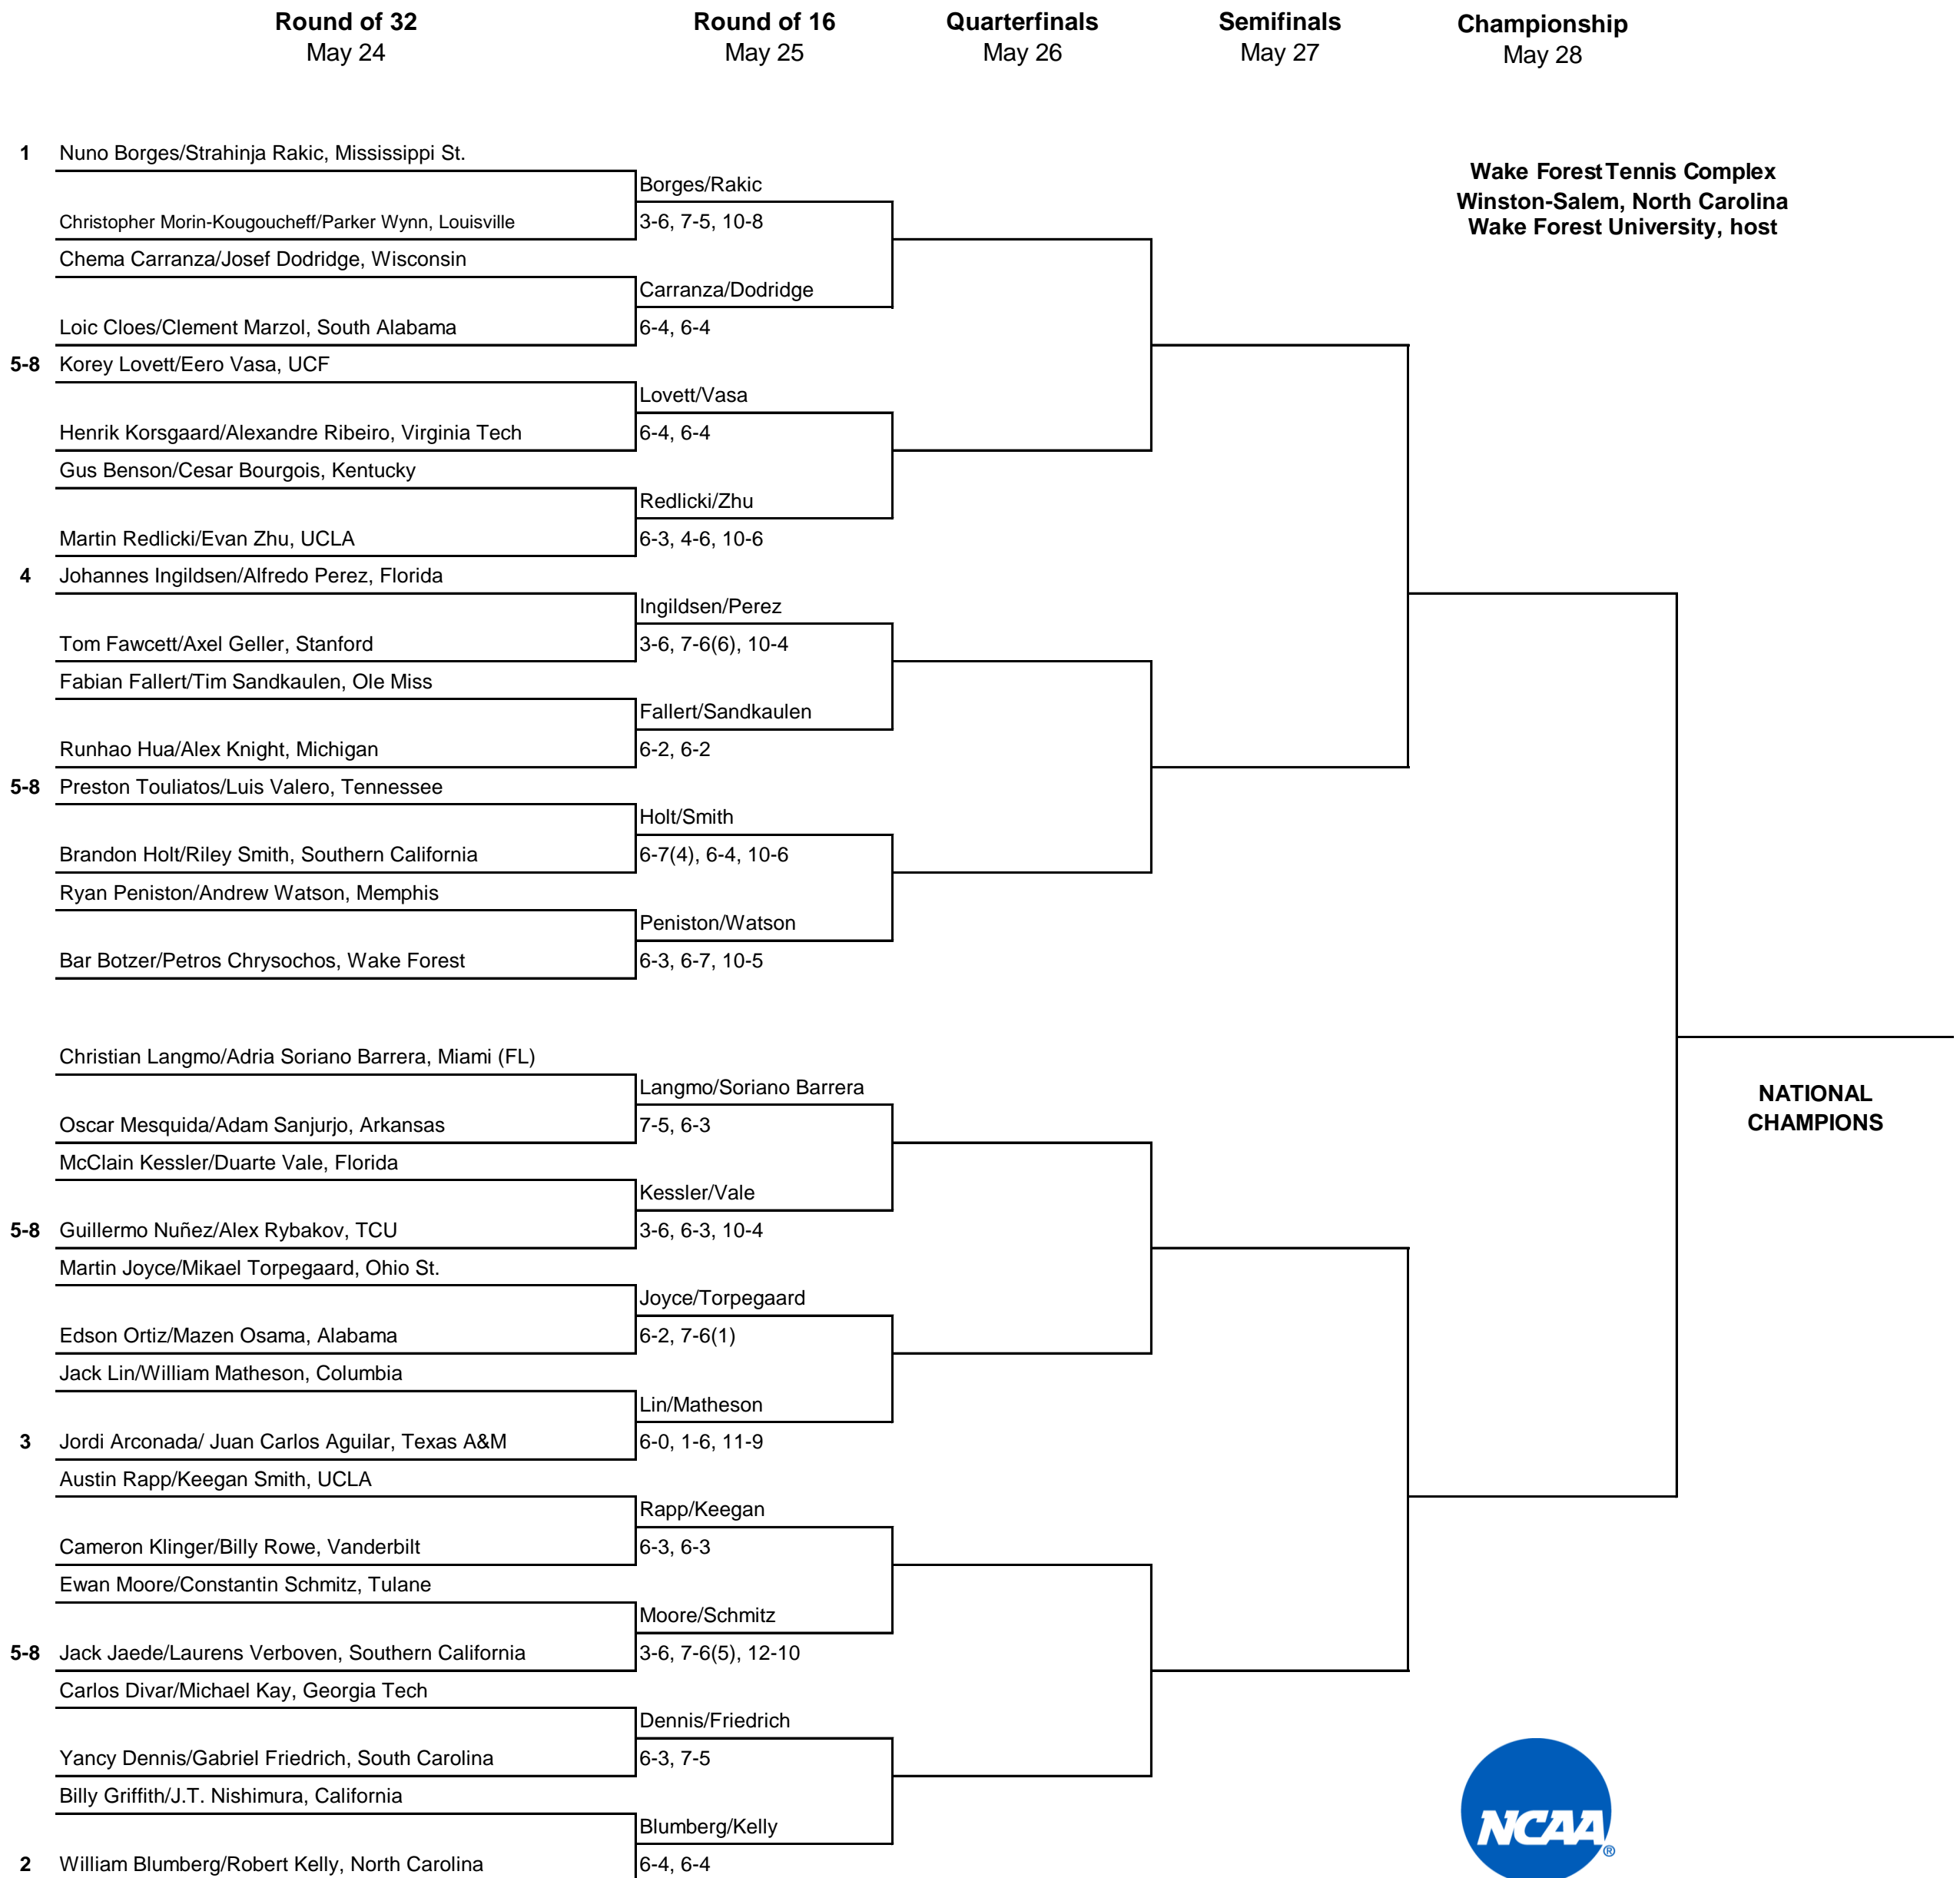 Round of 32
May 24
Round of 16
May 25
Quarterfinals
May 26
Semifinals
May 27
Championship
May 28
Wake Forest Tennis Complex
Winston-Salem, North Carolina
Wake Forest University, host
1 Nuno Borges/Strahinja Rakic, Mississippi St.
Borges/Rakic
Christopher Morin-Kougoucheff/Parker Wynn, Louisville
3-6, 7-5, 10-8
Chema Carranza/Josef Dodridge, Wisconsin
Carranza/Dodridge
Loic Cloes/Clement Marzol, South Alabama
6-4, 6-4
5-8 Korey Lovett/Eero Vasa, UCF
Lovett/Vasa
Henrik Korsgaard/Alexandre Ribeiro, Virginia Tech
6-4, 6-4
Gus Benson/Cesar Bourgois, Kentucky
Redlicki/Zhu
Martin Redlicki/Evan Zhu, UCLA
6-3, 4-6, 10-6
4 Johannes Ingildsen/Alfredo Perez, Florida
Ingildsen/Perez
Tom Fawcett/Axel Geller, Stanford
3-6, 7-6(6), 10-4
Fabian Fallert/Tim Sandkaulen, Ole Miss
Fallert/Sandkaulen
Runhao Hua/Alex Knight, Michigan
6-2, 6-2
5-8 Preston Touliatos/Luis Valero, Tennessee
Holt/Smith
Brandon Holt/Riley Smith, Southern California
6-7(4), 6-4, 10-6
Ryan Peniston/Andrew Watson, Memphis
Peniston/Watson
Bar Botzer/Petros Chrysochos, Wake Forest
6-3, 6-7, 10-5
Christian Langmo/Adria Soriano Barrera, Miami (FL)
Langmo/Soriano Barrera
Oscar Mesquida/Adam Sanjurjo, Arkansas
7-5, 6-3
McClain Kessler/Duarte Vale, Florida
Kessler/Vale
5-8 Guillermo Nuñez/Alex Rybakov, TCU
3-6, 6-3, 10-4
Martin Joyce/Mikael Torpegaard, Ohio St.
Joyce/Torpegaard
Edson Ortiz/Mazen Osama, Alabama
6-2, 7-6(1)
Jack Lin/William Matheson, Columbia
Lin/Matheson
3 Jordi Arconada/ Juan Carlos Aguilar, Texas A&M
6-0, 1-6, 11-9
Austin Rapp/Keegan Smith, UCLA
Rapp/Keegan
Cameron Klinger/Billy Rowe, Vanderbilt
6-3, 6-3
Ewan Moore/Constantin Schmitz, Tulane
Moore/Schmitz
5-8 Jack Jaede/Laurens Verboven, Southern California
3-6, 7-6(5), 12-10
Carlos Divar/Michael Kay, Georgia Tech
Dennis/Friedrich
Yancy Dennis/Gabriel Friedrich, South Carolina
6-3, 7-5
Billy Griffith/J.T. Nishimura, California
Blumberg/Kelly
2 William Blumberg/Robert Kelly, North Carolina
6-4, 6-4
NATIONAL
CHAMPIONS
NCAA®